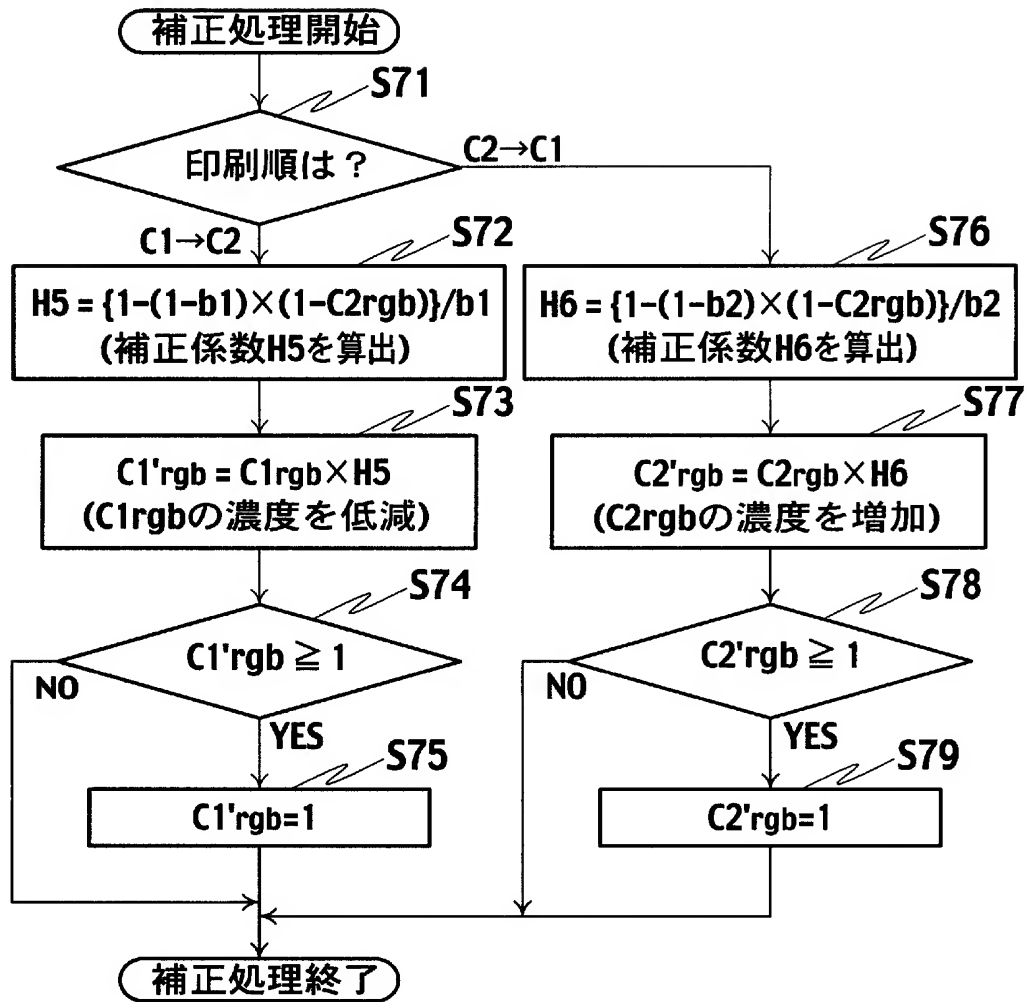 補正処理開始
S71
印刷順は？
C2→C1
C1→C2
S72
H5 = {1-(1-b1)×(1-C2rgb)}/b1
(補正係数H5を算出)
S73
C1'rgb = C1rgb×H5
(C1rgbの濃度を低減)
S74
C1'rgb ≧ 1
NO
YES
S75
C1'rgb=1
S76
H6 = {1-(1-b2)×(1-C2rgb)}/b2
(補正係数H6を算出)
S77
C2'rgb = C2rgb×H6
(C2rgbの濃度を増加)
S78
C2'rgb ≧ 1
NO
YES
S79
C2'rgb=1
補正処理終了